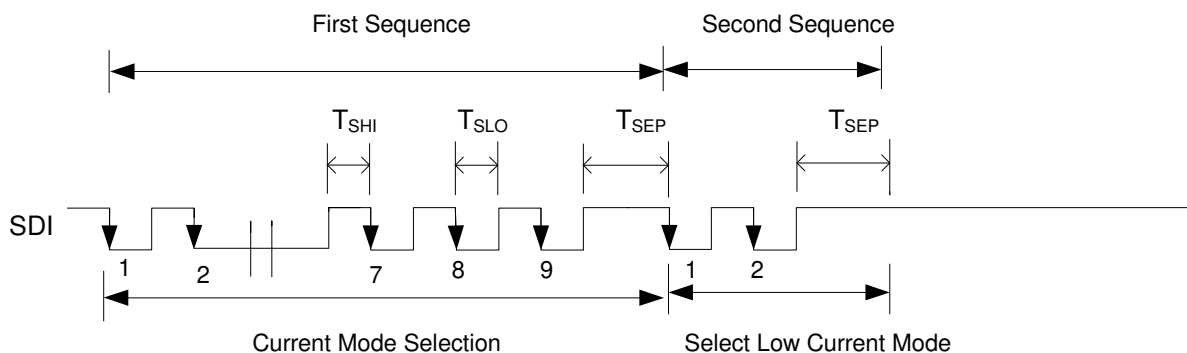 First Sequence Second Sequence
TSHI TSLO TSEP TSEP
SDI
1 2 7 8 9 1 2
Current Mode Selection Select Low Current Mode